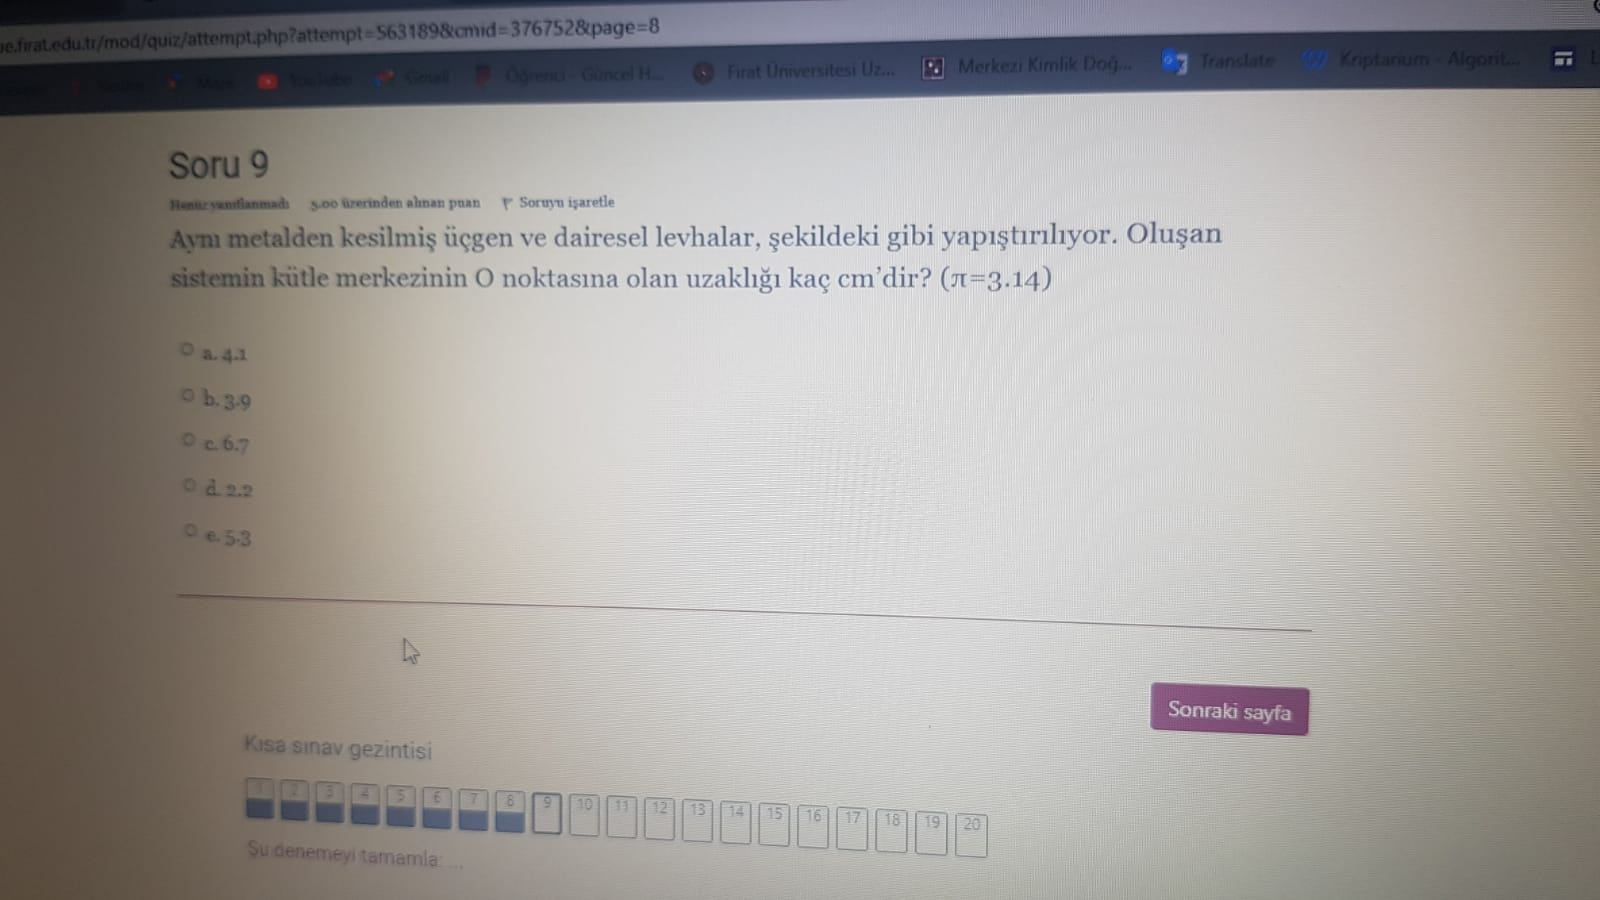 e.firat.edu.tr/mod/quiz/attempt.php?attempt=563189&cmid=376752&page=8
YouTube Gmail Öğrenci - Güncel H... Fırat Üniversitesi Uz... Merkezi Kimlik Doğ... Translate Kriptarium - Algorit...
Soru 9
Henüz yanıtlanmadı 5.00 üzerinden alınan puan Soruyu işaretle
Aynı metalden kesilmiş üçgen ve dairesel levhalar, şekildeki gibi yapıştırılıyor. Oluşan
sistemin kütle merkezinin O noktasına olan uzaklığı kaç cm'dir? (π=3.14)
a. 4.1
b. 3.9
c. 6.7
d. 2.2
e. 5.3
Sonraki sayfa
Kısa sınav gezintisi
1 2 3 4 5 6 7 8 9 10 11 12 13 14 15 16 17 18 19 20
Şu denemeyi tamamla: ...